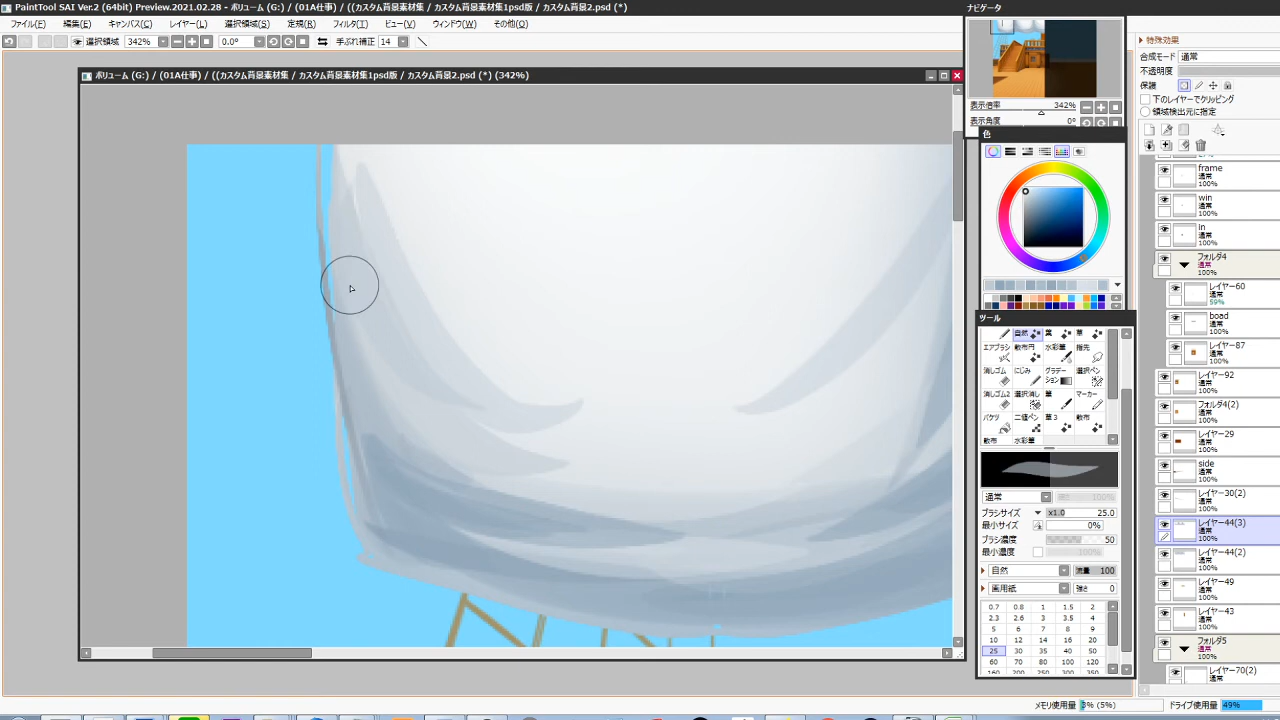 PaintTool SAI Ver.2 (64bit) Preview.2021.02.28 - ボリューム (G:) / (01A仕事) / ((カスタム背景素材集 / カスタム背景素材集1psd版 / カスタム背景2.psd (*) (342%)
ファイル(F) 編集(E) キャンバス(C) レイヤー(L) 選択領域(S) 定規(R) フィルタ(T) ビュー(V) ウィンドウ(W) その他(O)
選択領域 342% 0.0° 手ぶれ補正 14
ボリューム (G:) / (01A仕事) / ((カスタム背景素材集 / カスタム背景素材集1psd版 / カスタム背景2.psd (*) (342%)
ナビゲータ
表示倍率 342%
表示角度 0°
色
ツール
自然 葉 草
エアブラシ 散布円 水彩筆 指先
消しゴム にじみ グラデーション 選択ペン
消しゴム2 選択消し 筆 マーカー
バケツ 二値ペン 草3 散布
散布 水彩筆
通常 100%
ブラシサイズ x1.0 25.0
最小サイズ 0%
ブラシ濃度 50
最小濃度 100%
自然 流量 100
画用紙 強さ 0
0.7 0.8 1 1.5 2
2.3 2.6 3 3.5 4
5 6 7 8 9
10 12 14 16 20
25 30 35 40 50
60 70 80 100 120
160 200 250 300 350
特殊効果
合成モード 通常
不透明度
保護
下のレイヤーでクリッピング
領域検出元に指定
frame
通常
100%
win
通常
100%
in
通常
100%
フォルダ4
通常
100%
レイヤー60
59%
boad
通常
100%
レイヤー87
100%
レイヤー92
通常
100%
フォルダ4(2)
通常
100%
レイヤー29
通常
100%
side
通常
100%
レイヤー30(2)
通常
100%
レイヤー44(3)
通常
100%
レイヤー44(2)
通常
100%
レイヤー49
通常
100%
レイヤー43
通常
100%
フォルダ5
通常
100%
レイヤー70(2)
通常
メモリ使用量 3% (5%) ドライブ使用量 49%